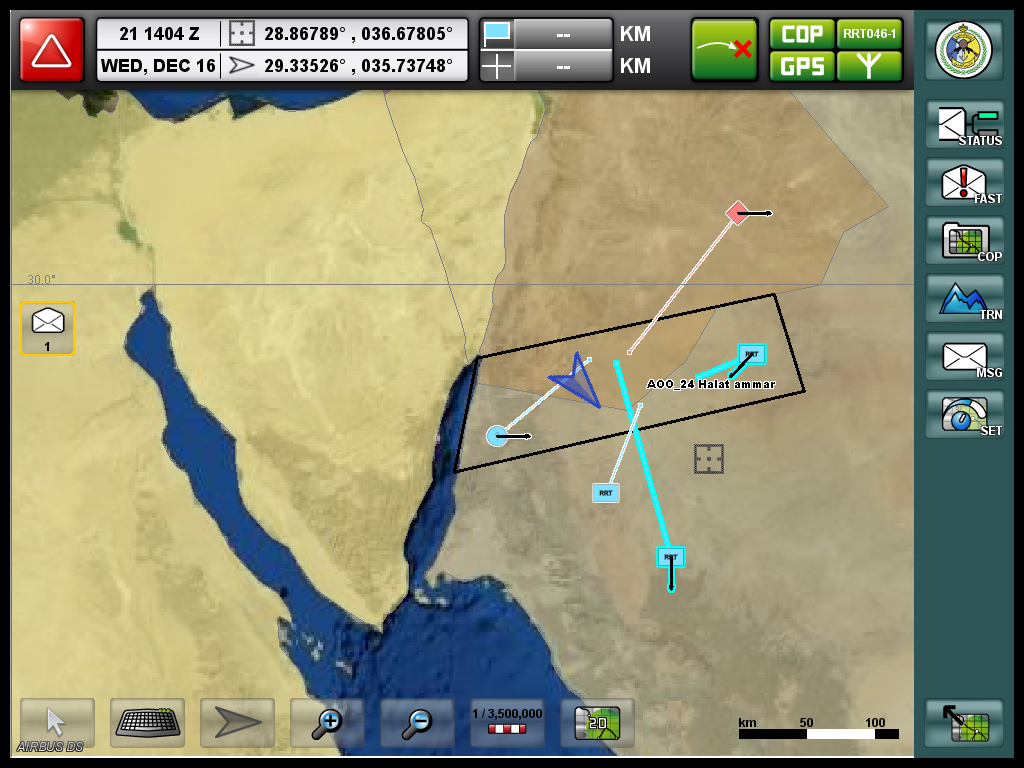 21 1404 Z
28.86789° , 036.67805°
WED, DEC 16
29.33526° , 035.73748°
--
KM
--
KM
COP
RRT046-1
GPS
STATUS
FAST
COP
TRN
MSG
SET
30.0°
1
RRT
AOO_24 Halat ammar
RRT
RRT
AIRBUS DS
1 / 3,500,000
2D
km 50 100